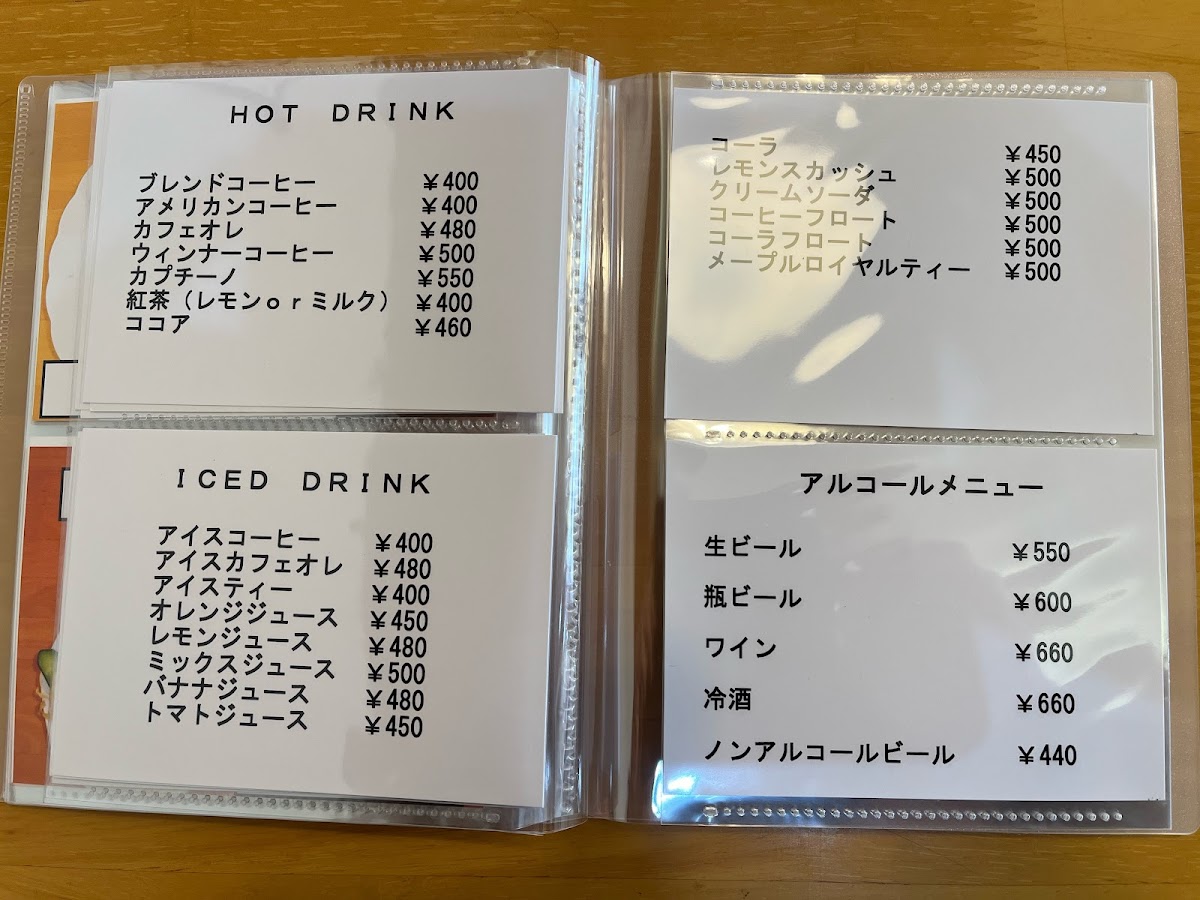 HOT DRINK
ブレンドコーヒー ￥400
アメリカンコーヒー ￥400
カフェオレ ￥480
ウィンナーコーヒー ￥500
カプチーノ ￥550
紅茶（レモンｏｒミルク） ￥400
ココア ￥460
ICED DRINK
アイスコーヒー ￥400
アイスカフェオレ ￥480
アイスティー ￥400
オレンジジュース ￥450
レモンジュース ￥480
ミックスジュース ￥500
バナナジュース ￥480
トマトジュース ￥450
コーラ ￥450
レモンスカッシュ ￥500
クリームソーダ ￥500
コーヒーフロート ￥500
コーラフロート ￥500
メープルロイヤルティー ￥500
アルコールメニュー
生ビール ￥550
瓶ビール ￥600
ワイン ￥660
冷酒 ￥660
ノンアルコールビール ￥440